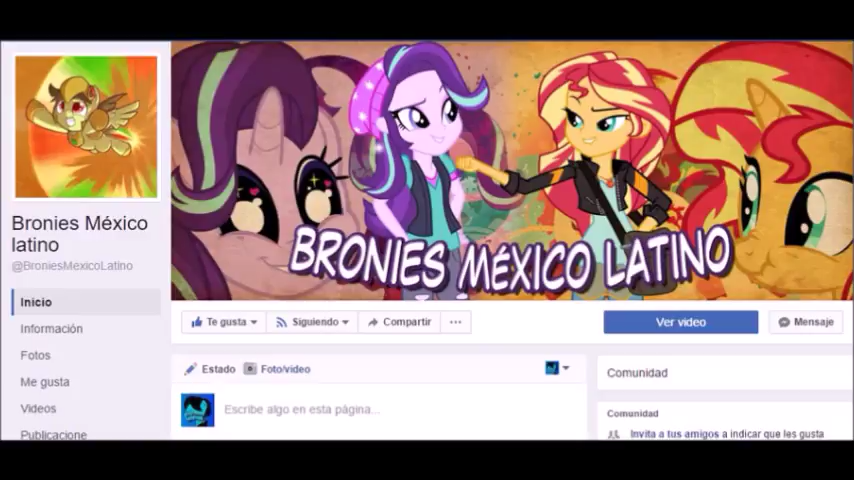 BRONIES MÉXICO LATINO
Bronies México
latino
@BroniesMexicoLatino
Inicio
Información
Fotos
Me gusta
Videos
Publicacione
Te gusta
Siguiendo
Compartir
Ver video
Mensaje
Estado
Foto/video
Escribe algo en esta página...
Comunidad
Comunidad
Invita a tus amigos a indicar que les gusta